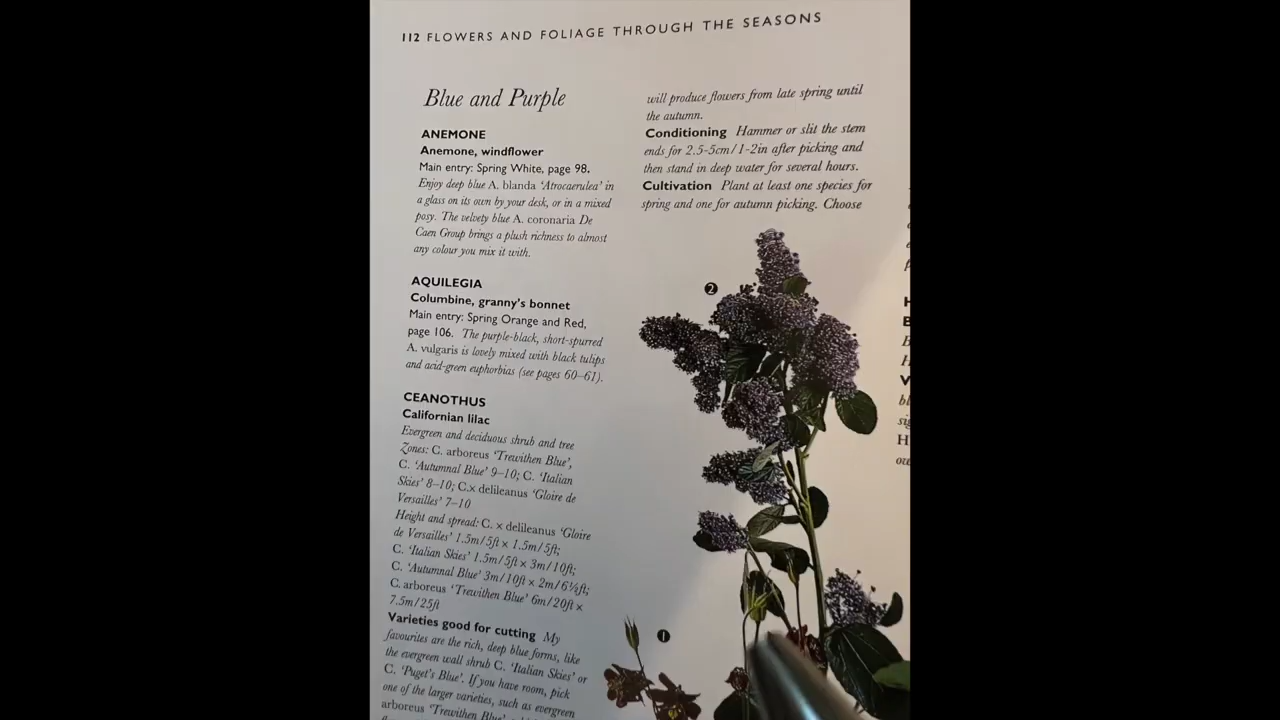 112 FLOWERS AND FOLIAGE THROUGH THE SEASONS
Blue and Purple
ANEMONE
Anemone, windflower
Main entry: Spring White, page 98.
Enjoy deep blue A. blanda 'Atrocaerulea' in
a glass on its own by your desk, or in a mixed
posy. The velvety blue A. coronaria De
Caen Group brings a plush richness to almost
any colour you mix it with.
AQUILEGIA
Columbine, granny's bonnet
Main entry: Spring Orange and Red,
page 106. The purple-black, short-spurred
A. vulgaris is lovely mixed with black tulips
and acid-green euphorbias (see pages 60–61).
CEANOTHUS
Californian lilac
Evergreen and deciduous shrub and tree
Zones: C. arboreus 'Trewithen Blue',
C. 'Autumnal Blue' 9–10; C. 'Italian
Skies' 8–10; C.x delileanus 'Gloire de
Versailles' 7–10
Height and spread: C. x delileanus 'Gloire
de Versailles' 1.5m/5ft x 1.5m/5ft;
C. 'Italian Skies' 1.5m/5ft x 3m/10ft;
C. 'Autumnal Blue' 3m/10ft x 2m/6½ft;
C. arboreus 'Trewithen Blue' 6m/20ft x
7.5m/25ft
Varieties good for cutting My
favourites are the rich, deep blue forms, like
the evergreen wall shrub C. 'Italian Skies' or
C. 'Puget's Blue'. If you have room, pick
one of the larger varieties, such as evergreen
arboreus 'Trewithen Blue'
will produce flowers from late spring until
the autumn.
Conditioning Hammer or slit the stem
ends for 2.5-5cm/1-2in after picking and
then stand in deep water for several hours.
Cultivation Plant at least one species for
spring and one for autumn picking. Choose
2
1